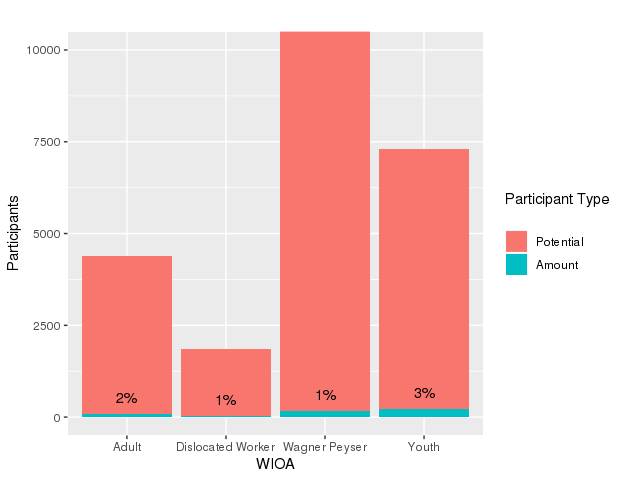 10000
7500
5000
2500
0
Participants
2%
1%
1%
3%
Adult
Dislocated Worker
Wagner Peyser
Youth
WIOA
Participant Type
Potential
Amount